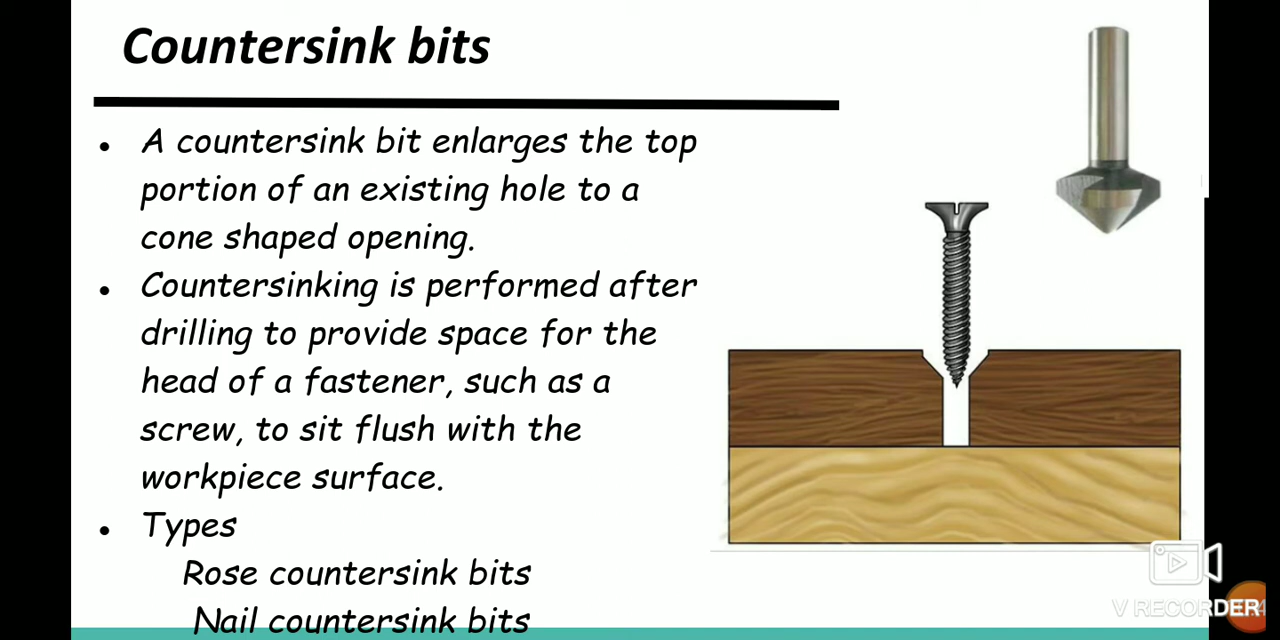 Countersink bits
• A countersink bit enlarges the top
portion of an existing hole to a
cone shaped opening.
• Countersinking is performed after
drilling to provide space for the
head of a fastener, such as a
screw, to sit flush with the
workpiece surface.
• Types
Rose countersink bits
Nail countersink bits
V RECORDER